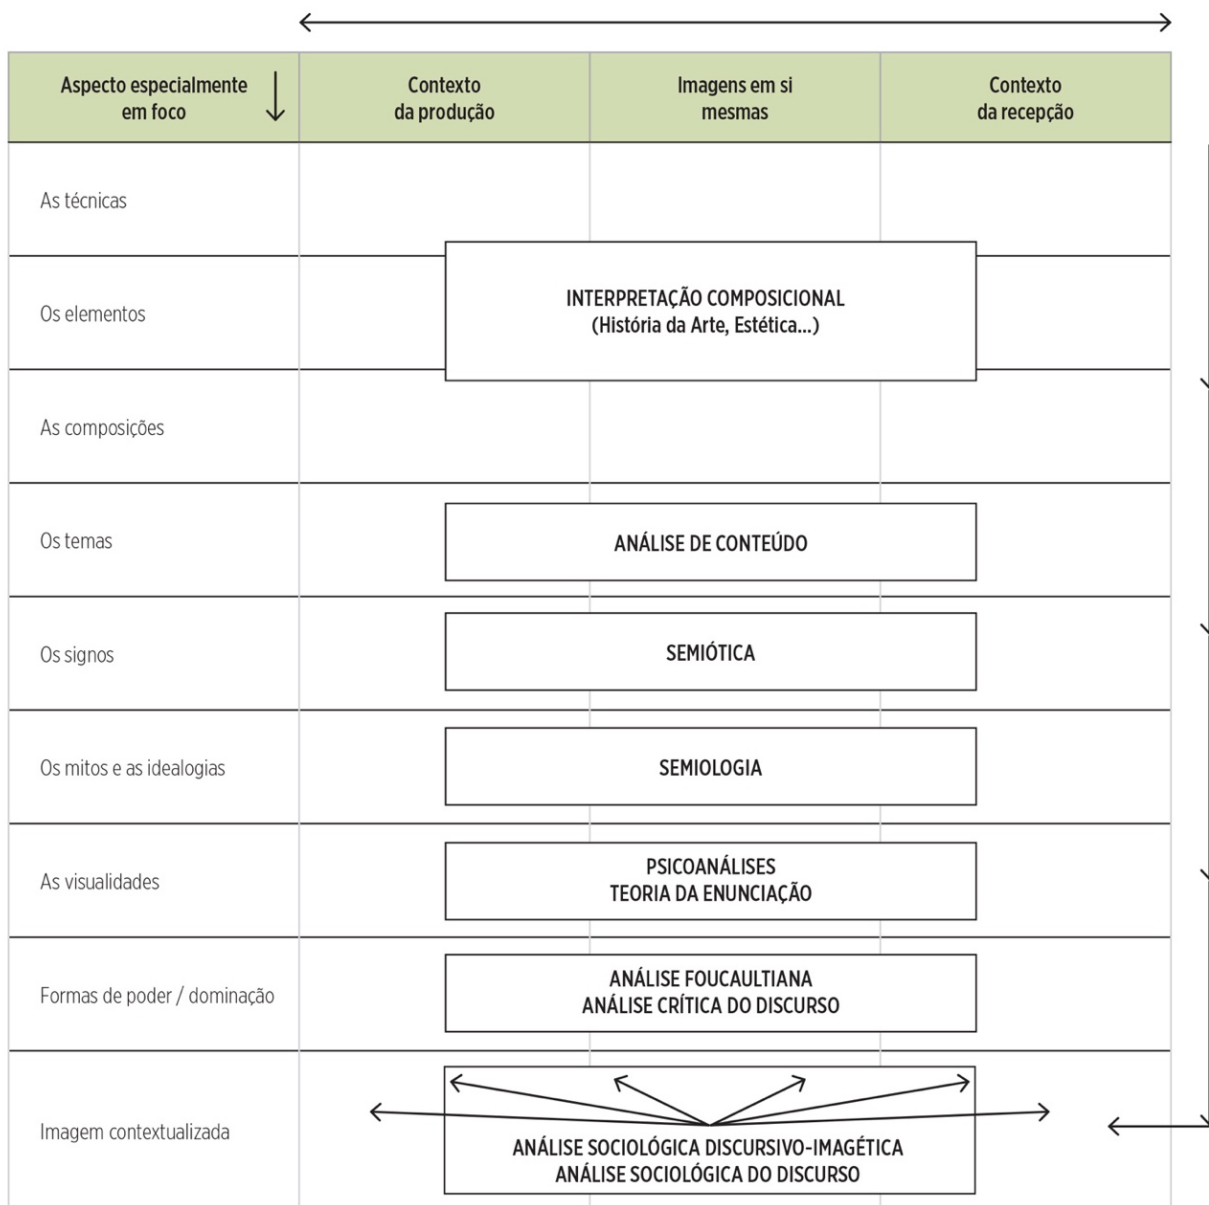 Aspecto especialmente
em foco
Contexto
da produção
Imagens em si
mesmas
Contexto
da recepção
As técnicas
Os elementos
INTERPRETAÇÃO COMPOSICIONAL
(História da Arte, Estética...)
As composições
Os temas
ANÁLISE DE CONTEÚDO
Os signos
SEMIÓTICA
Os mitos e as idealogias
SEMIOLOGIA
As visualidades
PSICOANÁLISES
TEORIA DA ENUNCIAÇÃO
Formas de poder / dominação
ANÁLISE FOUCAULTIANA
ANÁLISE CRÍTICA DO DISCURSO
Imagem contextualizada
ANÁLISE SOCIOLÓGICA DISCURSIVO-IMAGÉTICA
ANÁLISE SOCIOLÓGICA DO DISCURSO